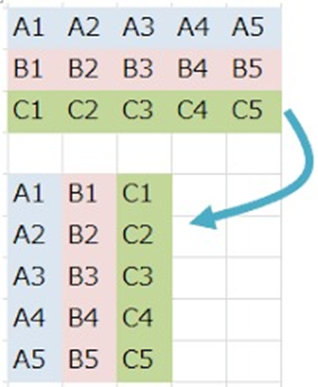 A1 A2 A3 A4 A5
B1 B2 B3 B4 B5
C1 C2 C3 C4 C5
A1 B1 C1
A2 B2 C2
A3 B3 C3
A4 B4 C4
A5 B5 C5